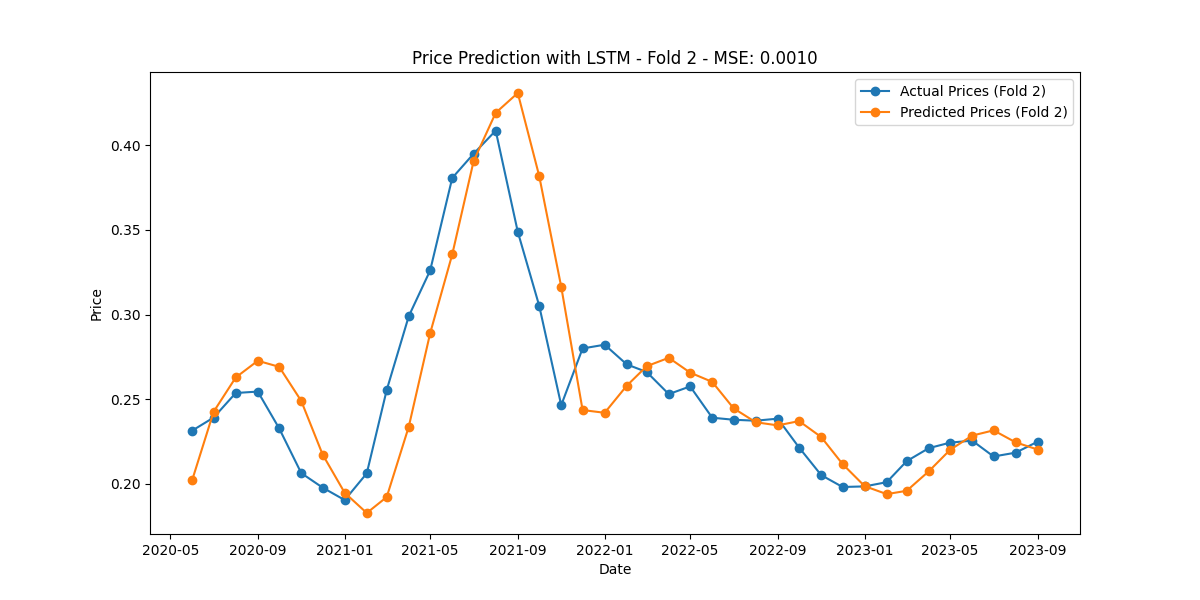 Price Prediction with LSTM - Fold 2 - MSE: 0.0010
Actual Prices (Fold 2)
Predicted Prices (Fold 2)
Price
0.40
0.35
0.30
0.25
0.20
2020-05 2020-09 2021-01 2021-05 2021-09 2022-01 2022-05 2022-09 2023-01 2023-05 2023-09
Date